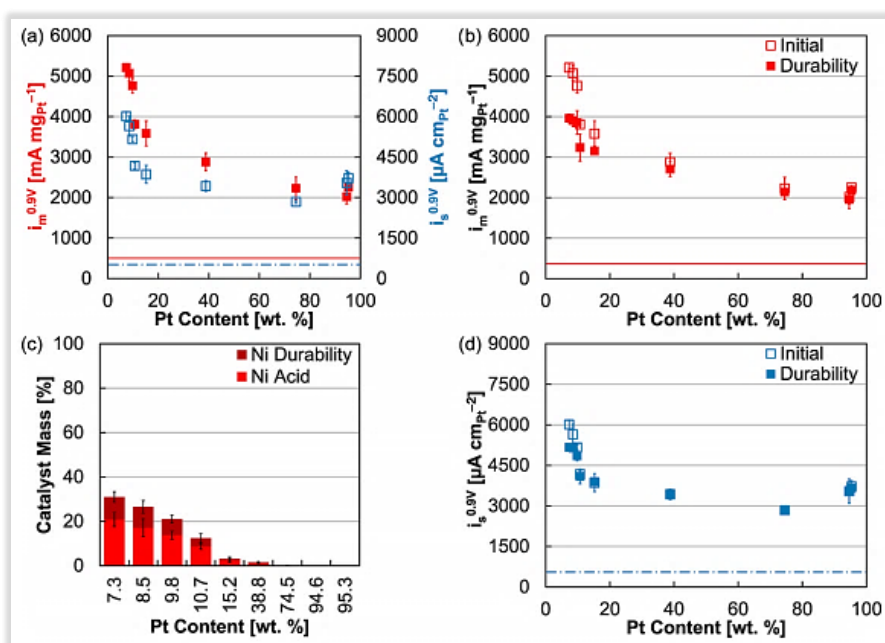 (a)
6000
5000
4000
3000
2000
1000
0
i_m^0.9V [mA mg_Pt^−1]
9000
7500
6000
4500
3000
1500
0
i_s^0.9V [µA cm_Pt^−2]
0 20 40 60 80 100
Pt Content [wt. %]
(b)
Initial
Durability
6000
5000
4000
3000
2000
1000
0
i_m^0.9V [mA mg_Pt^−1]
0 20 40 60 80 100
Pt Content [wt. %]
(c)
Ni Durability
Ni Acid
100
80
60
40
20
0
Catalyst Mass [%]
7.3 8.5 9.8 10.7 15.2 38.8 74.5 94.6 95.3
Pt Content [wt. %]
(d)
Initial
Durability
9000
7500
6000
4500
3000
1500
0
i_s^0.9V [µA cm_Pt^−2]
0 20 40 60 80 100
Pt Content [wt. %]